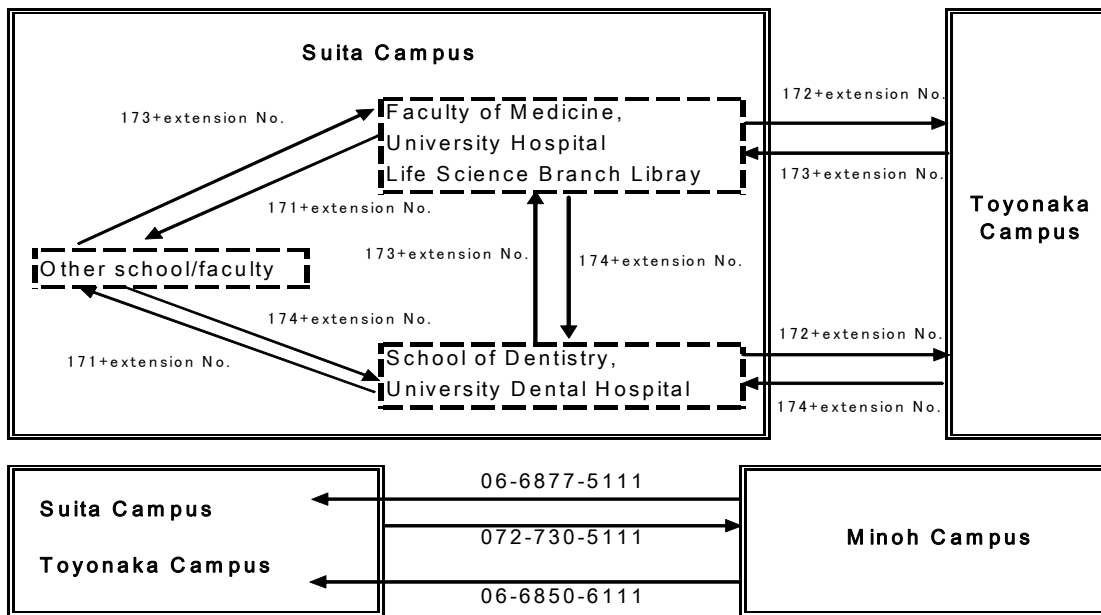 Suita Campus
173+extension No.
Faculty of Medicine,
University Hospital
Life Science Branch Libray
172+extension No.
173+extension No.
171+extension No.
Toyonaka
Campus
Other school/faculty
173+extension No.
174+extension No.
174+extension No.
171+extension No.
School of Dentistry,
University Dental Hospital
172+extension No.
174+extension No.
Suita Campus
Toyonaka Campus
06-6877-5111
072-730-5111
06-6850-6111
Minoh Campus